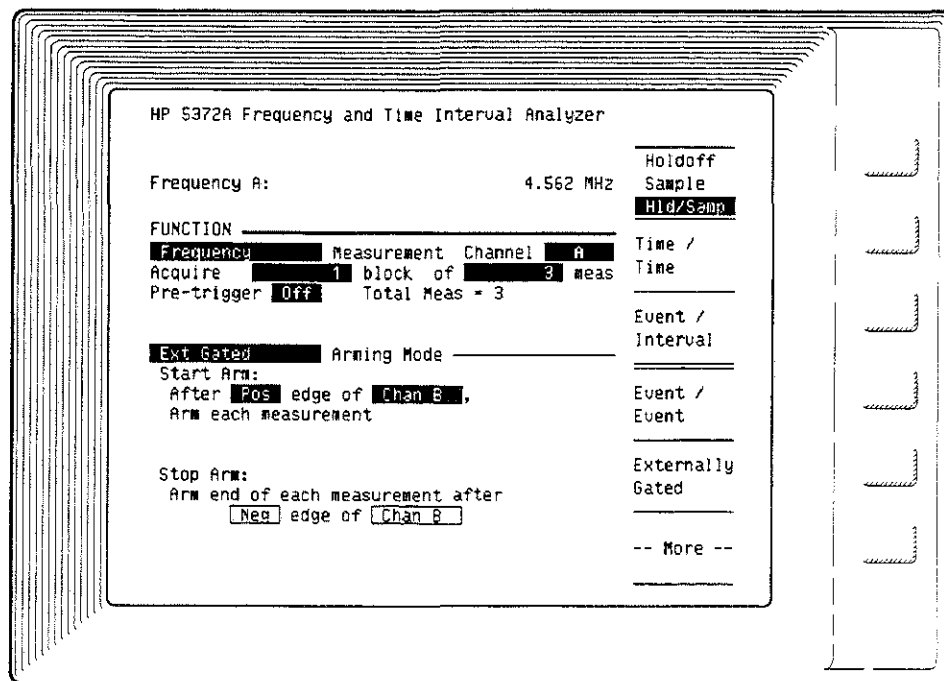 HP 5372A Frequency and Time Interval Analyzer
Frequency A: 4.562 MHz
FUNCTION
Frequency Measurement Channel A
Acquire 1 block of 3 meas
Pre-trigger Off Total Meas = 3
Ext Gated Arming Mode
Start Arm:
After Pos edge of Chan B ,
Arm each measurement
Stop Arm:
Arm end of each measurement after
Neg edge of Chan B
Holdoff
Sample
Hld/Samp
Time /
Time
Event /
Interval
Event /
Event
Externally
Gated
-- More --